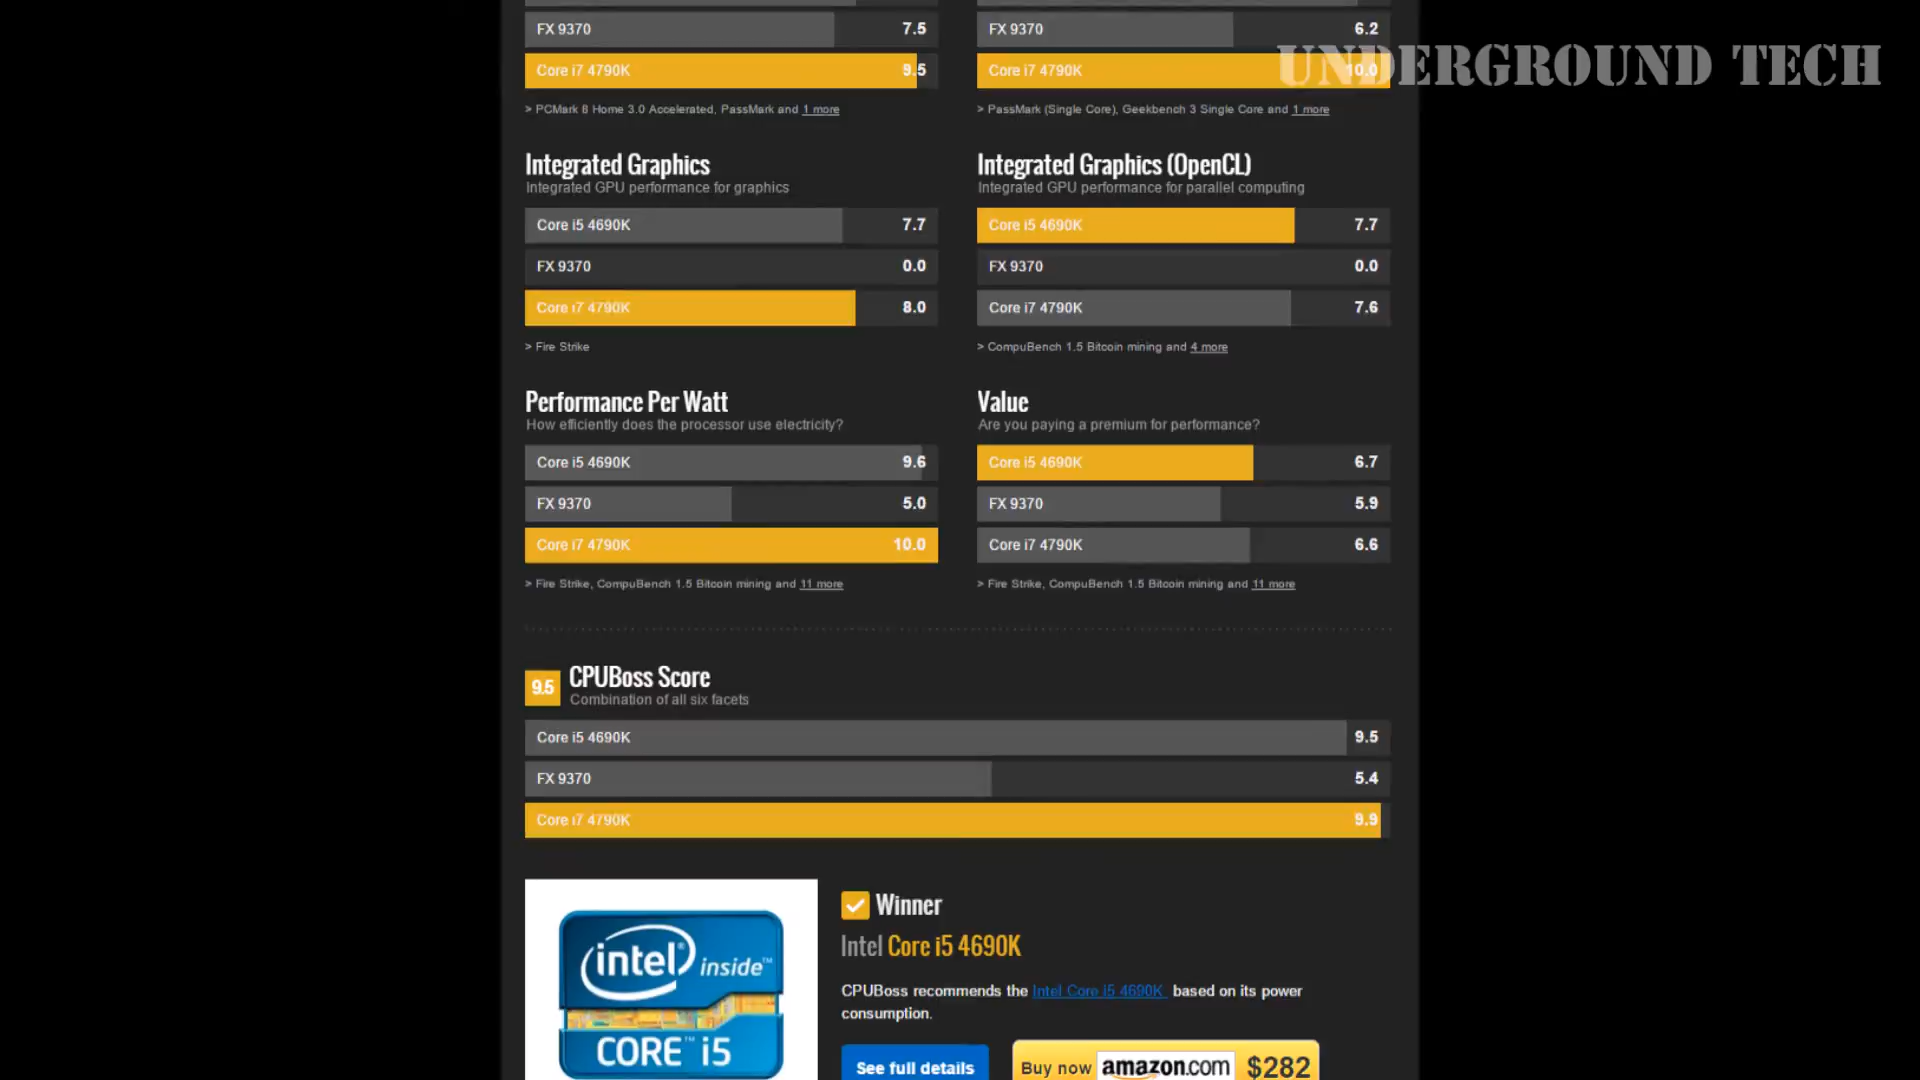 FX 9370 7.5
Core i7 4790K 9.5
> PCMark 8 Home 3.0 Accelerated, PassMark and 1 more
FX 9370 6.2
Core i7 4790K 10.0
> PassMark (Single Core), Geekbench 3 Single Core and 1 more
UNDERGROUND TECH
Integrated Graphics
Integrated GPU performance for graphics
Core i5 4690K 7.7
FX 9370 0.0
Core i7 4790K 8.0
> Fire Strike
Integrated Graphics (OpenCL)
Integrated GPU performance for parallel computing
Core i5 4690K 7.7
FX 9370 0.0
Core i7 4790K 7.6
> CompuBench 1.5 Bitcoin mining and 4 more
Performance Per Watt
How efficiently does the processor use electricity?
Core i5 4690K 9.6
FX 9370 5.0
Core i7 4790K 10.0
> Fire Strike, CompuBench 1.5 Bitcoin mining and 11 more
Value
Are you paying a premium for performance?
Core i5 4690K 6.7
FX 9370 5.9
Core i7 4790K 6.6
> Fire Strike, CompuBench 1.5 Bitcoin mining and 11 more
9.5 CPUBoss Score
Combination of all six facets
Core i5 4690K 9.5
FX 9370 5.4
Core i7 4790K 9.9
intel inside™
CORE™ i5
Winner
Intel Core i5 4690K
CPUBoss recommends the Intel Core i5 4690K based on its power
consumption.
See full details
Buy now amazon.com $282